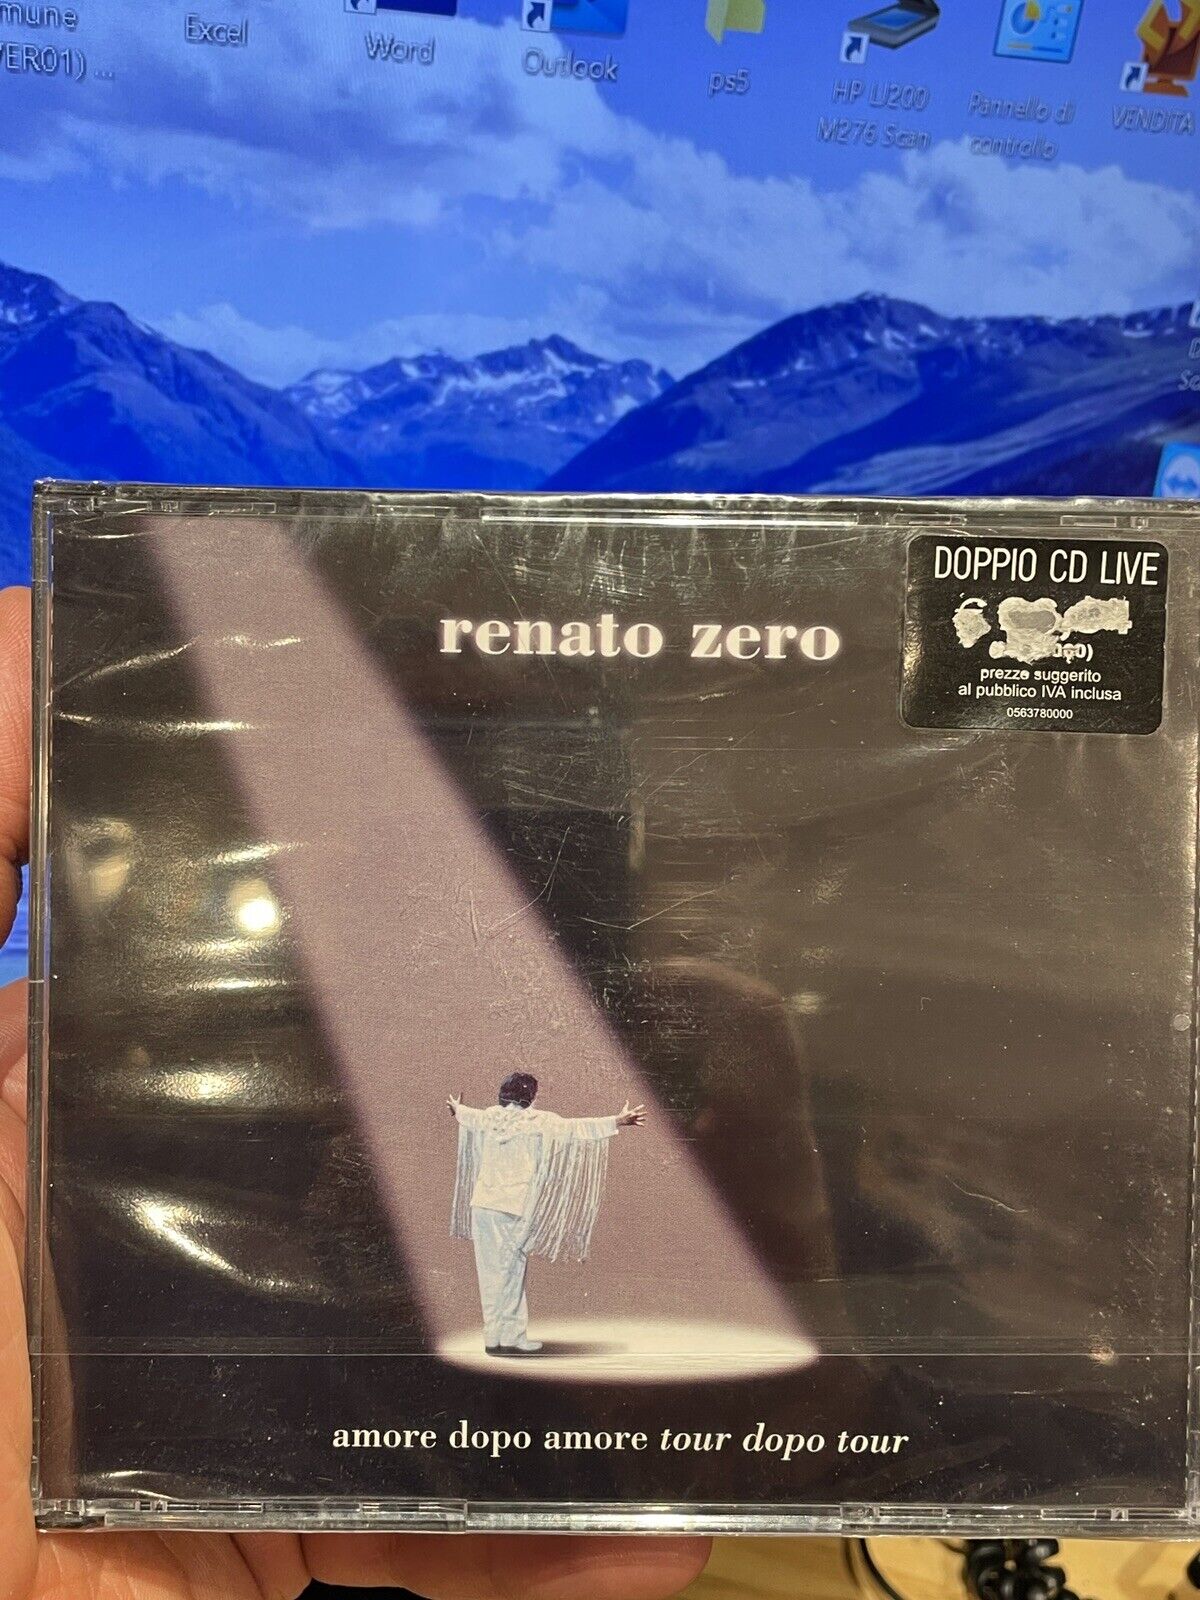 mune
Excel
Word
Outlook
ps5
HP LJ200
M276 Scan
Pannello di
controllo
VENDITA
DOPPIO CD LIVE
prezzo suggerito
al pubblico IVA inclusa
0563780000
renato zero
amore dopo amore tour dopo tour